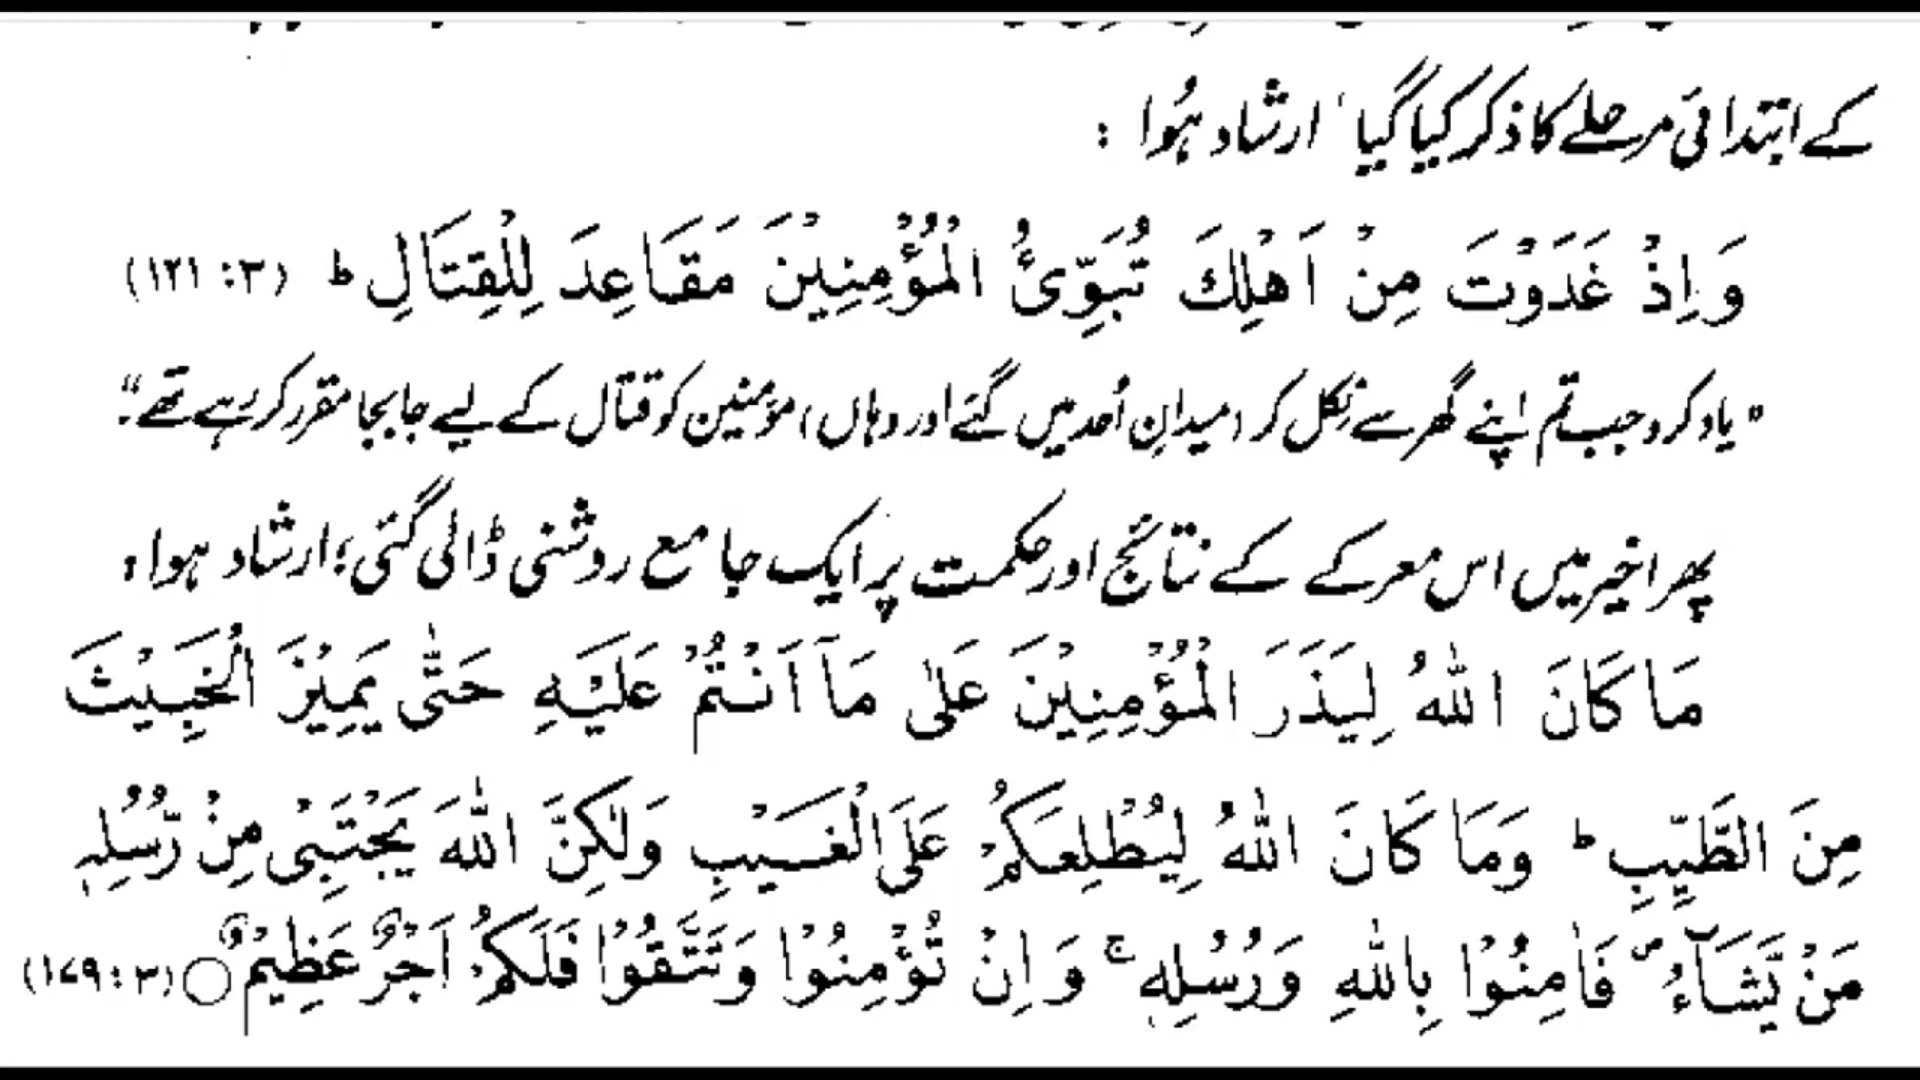 کے ابتدائی مرحلے کا ذکر کیا گیا، ارشاد ہُوا :
وَ اِذْ غَدَوْتَ مِنْ اَهْلِكَ تُبَوِّئُ الْمُؤْمِنِيْنَ مَقَاعِدَ لِلْقِتَالِ ط (۳ : ۱۲۱)
"یاد کرو جب تم اپنے گھر سے نِکل کر (میدانِ اُحد میں گئے اور وہاں) مؤمنین کو قتال کے لیے جابجا مقرر کر رہے تھے۔"
پھر اخیر میں اس معرکے کے نتائج اور حکمت پر ایک جامع روشنی ڈالی گئی؛ ارشاد ہوا :
مَا كَانَ اللّٰهُ لِيَذَرَ الْمُؤْمِنِيْنَ عَلٰى مَآ اَنْتُمْ عَلَيْهِ حَتّٰى يَمِيْزَ الْخَبِيْثَ
مِنَ الطَّيِّبِ ط وَمَا كَانَ اللّٰهُ لِيُطْلِعَكُمْ عَلَى الْغَيْبِ وَلٰكِنَّ اللّٰهَ يَجْتَبِىْ مِنْ رُّسُلِهٖ
مَنْ يَّشَآءُ ص فَاٰمِنُوْا بِاللّٰهِ وَرُسُلِهٖ ج وَ اِنْ تُؤْمِنُوْا وَتَتَّقُوْا فَلَكُمْ اَجْرٌ عَظِيْمٌ ○ (۳ : ۱۷۹)